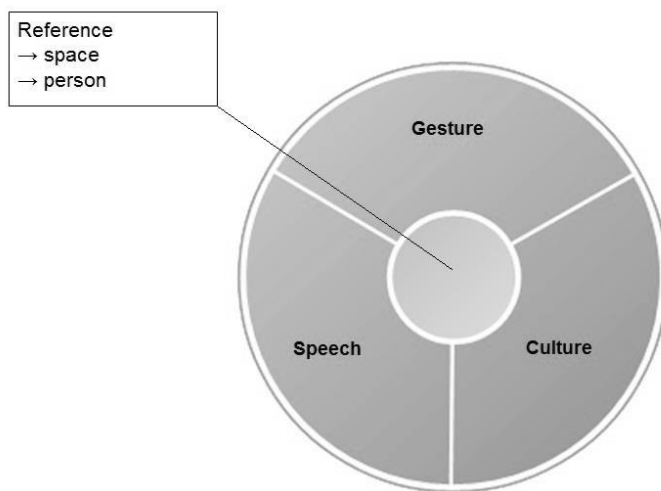 Reference
→ space
→ person
Gesture
Speech
Culture